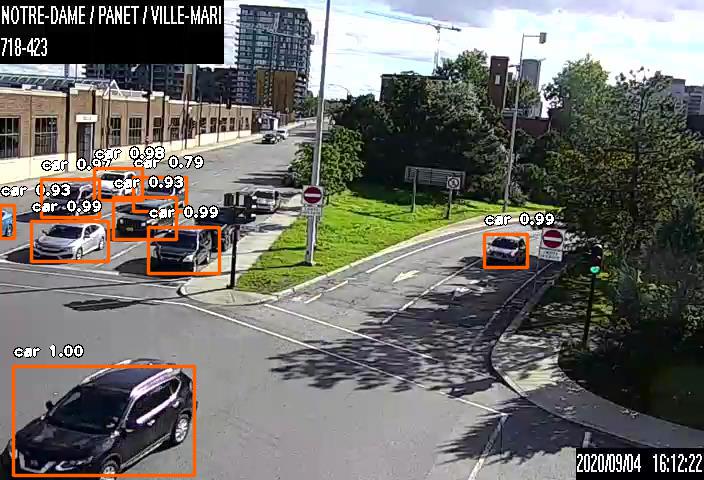 NOTRE-DAME / PANET / VILLE-MARI
718-423
car 0.98
car 0.97
car 0.79
car 0.93
car 0.93
car 0.99
car 0.99
car 0.99
car 1.00
2020/09/04 16:12:22